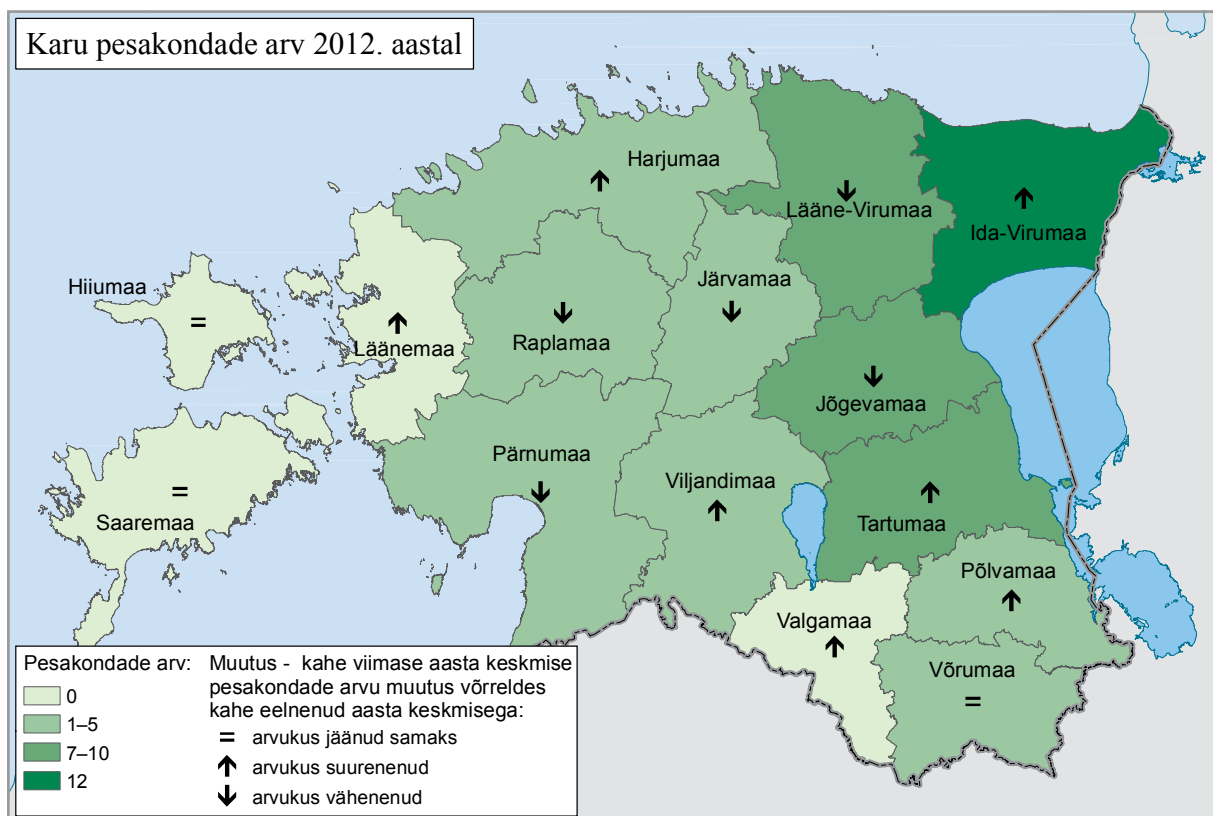 Karu pesakondade arv 2012. aastal
Harjumaa
Lääne-Virumaa
Ida-Virumaa
Hiiumaa
Järvamaa
Läänemaa
Raplamaa
Jõgevamaa
Pärnumaa
Viljandimaa
Saaremaa
Tartumaa
Põlvamaa
Valgamaa
Võrumaa
Pesakondade arv:
0
1–5
7–10
12
Muutus - kahe viimase aasta keskmise
pesakondade arvu muutus võrreldes
kahe eelnenud aasta keskmisega:
= arvukus jäänud samaks
↑ arvukus suurenenud
↓ arvukus vähenenud